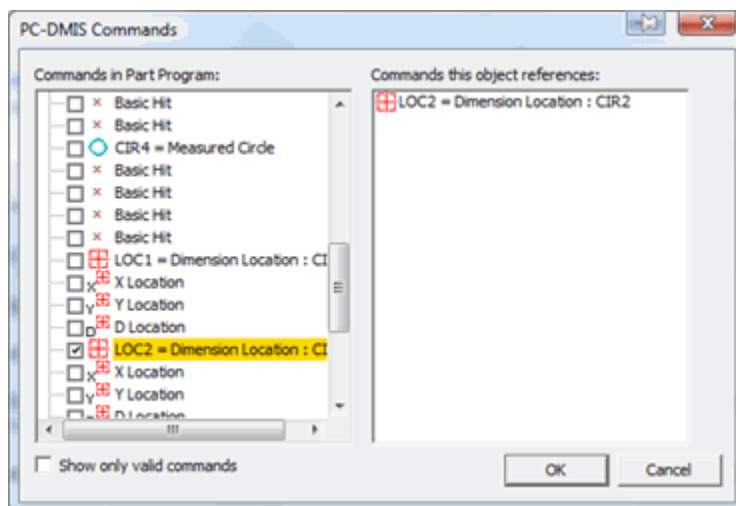 PC-DMIS Commands
Commands in Part Program:
Basic Hit
Basic Hit
CIR4 = Measured Circle
Basic Hit
Basic Hit
Basic Hit
Basic Hit
LOC1 = Dimension Location : CI
X X Location
Y Y Location
D D Location
LOC2 = Dimension Location : CI
X X Location
Y Y Location
D Location
Show only valid commands
Commands this object references:
LOC2 = Dimension Location : CIR2
OK Cancel